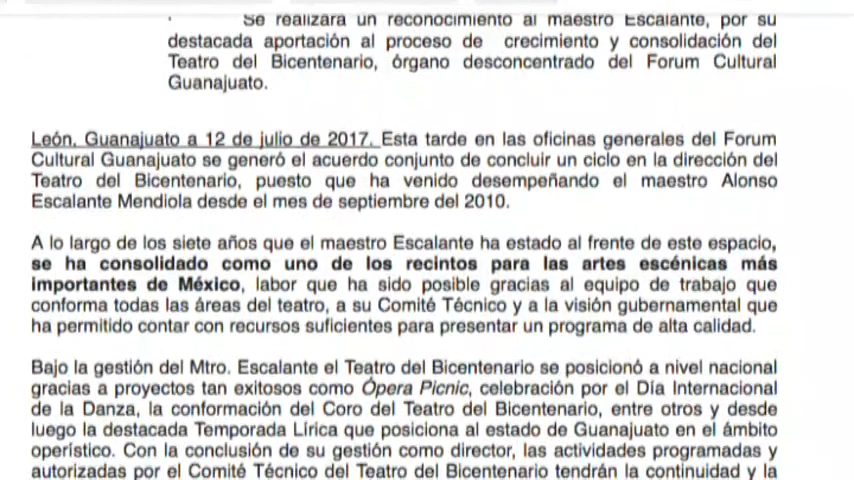 · Se realizará un reconocimiento al maestro Escalante, por su
destacada aportación al proceso de crecimiento y consolidación del
Teatro del Bicentenario, órgano desconcentrado del Forum Cultural
Guanajuato.
León, Guanajuato a 12 de julio de 2017. Esta tarde en las oficinas generales del Forum
Cultural Guanajuato se generó el acuerdo conjunto de concluir un ciclo en la dirección del
Teatro del Bicentenario, puesto que ha venido desempeñando el maestro Alonso
Escalante Mendiola desde el mes de septiembre del 2010.
A lo largo de los siete años que el maestro Escalante ha estado al frente de este espacio,
se ha consolidado como uno de los recintos para las artes escénicas más
importantes de México, labor que ha sido posible gracias al equipo de trabajo que
conforma todas las áreas del teatro, a su Comité Técnico y a la visión gubernamental que
ha permitido contar con recursos suficientes para presentar un programa de alta calidad.
Bajo la gestión del Mtro. Escalante el Teatro del Bicentenario se posicionó a nivel nacional
gracias a proyectos tan exitosos como Ópera Picnic, celebración por el Día Internacional
de la Danza, la conformación del Coro del Teatro del Bicentenario, entre otros y desde
luego la destacada Temporada Lírica que posiciona al estado de Guanajuato en el ámbito
operístico. Con la conclusión de su gestión como director, las actividades programadas y
autorizadas por el Comité Técnico del Teatro del Bicentenario tendrán la continuidad y la